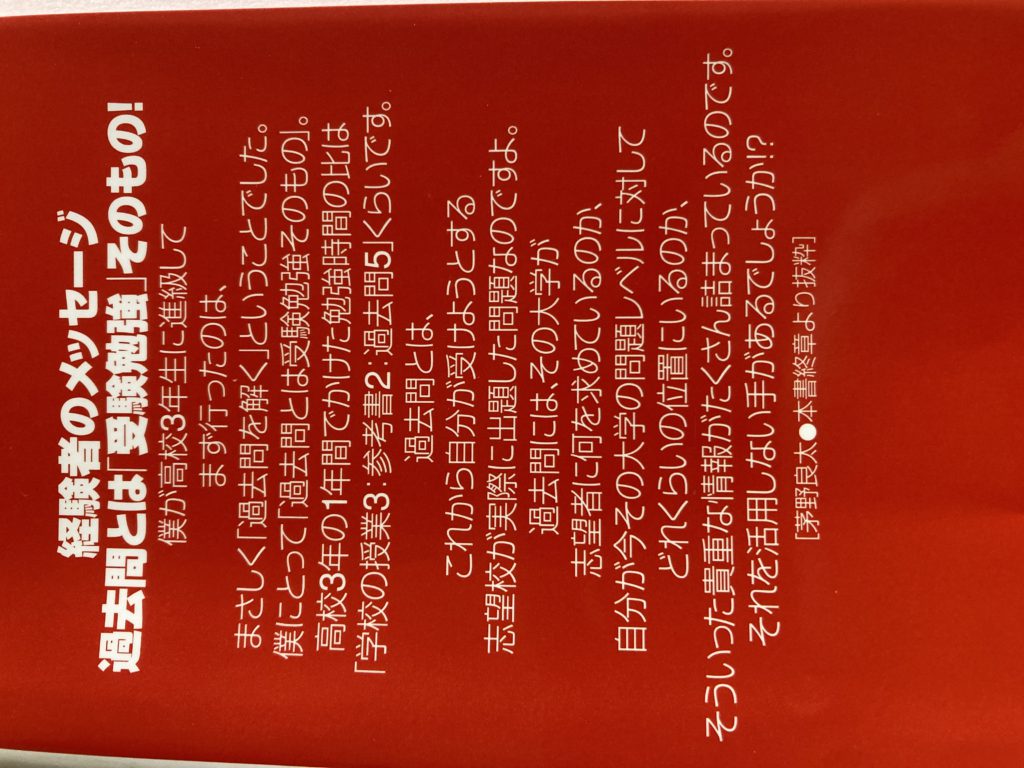 経験者のメッセージ
過去問とは「受験勉強」そのもの!
僕が高校3年生に進級して
まず行ったのは、
まさしく「過去問を解く」ということでした。
僕にとって「過去問とは受験勉強そのもの」。
高校3年の1年間でかけた勉強時間の比は
「学校の授業3:参考書2:過去問5」くらいです。
過去問とは、
これから自分が受けようとする
志望校が実際に出題した問題なのですよ。
過去問には、その大学が
志望者に何を求めているのか、
自分が今その大学の問題レベルに対して
どれくらいの位置にいるのか、
そういった貴重な情報がたくさん詰まっているのです。
それを活用しない手があるでしょうか!?
[茅野良太●本書終章より抜粋]